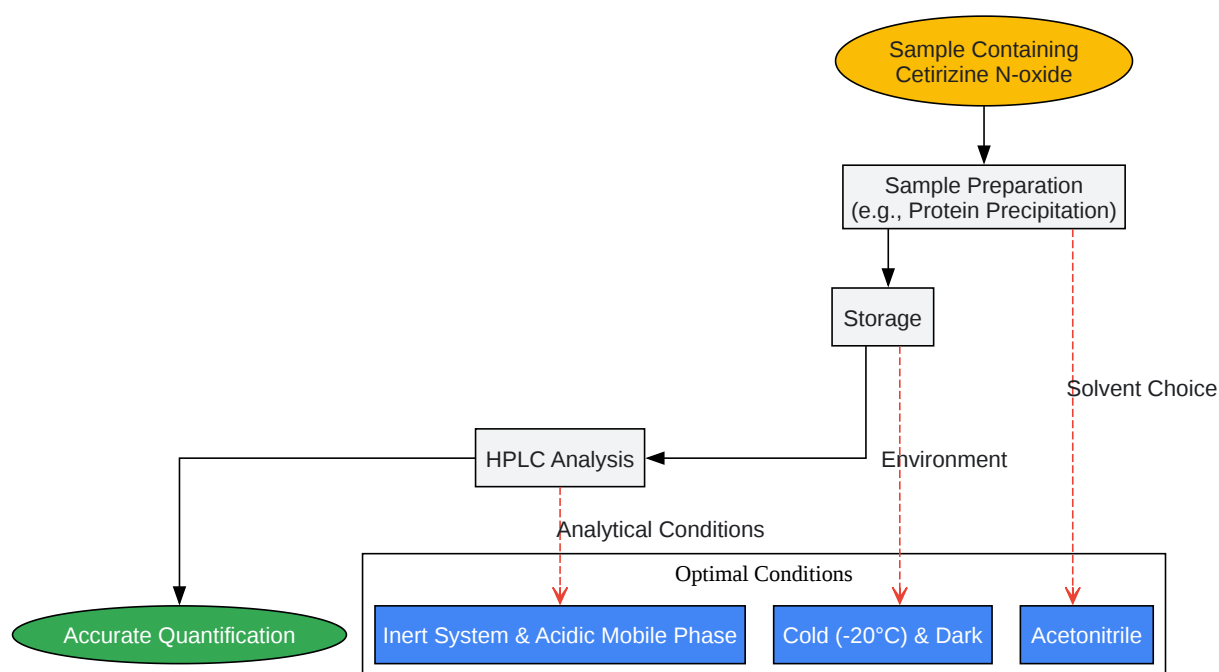 Sample Containing
Cetirizine N-oxide
Sample Preparation
(e.g., Protein Precipitation)
Storage
Solvent Choice
HPLC Analysis
Environment
Analytical Conditions
Optimal Conditions
Accurate Quantification
Inert System & Acidic Mobile Phase
Cold (-20°C) & Dark
Acetonitrile